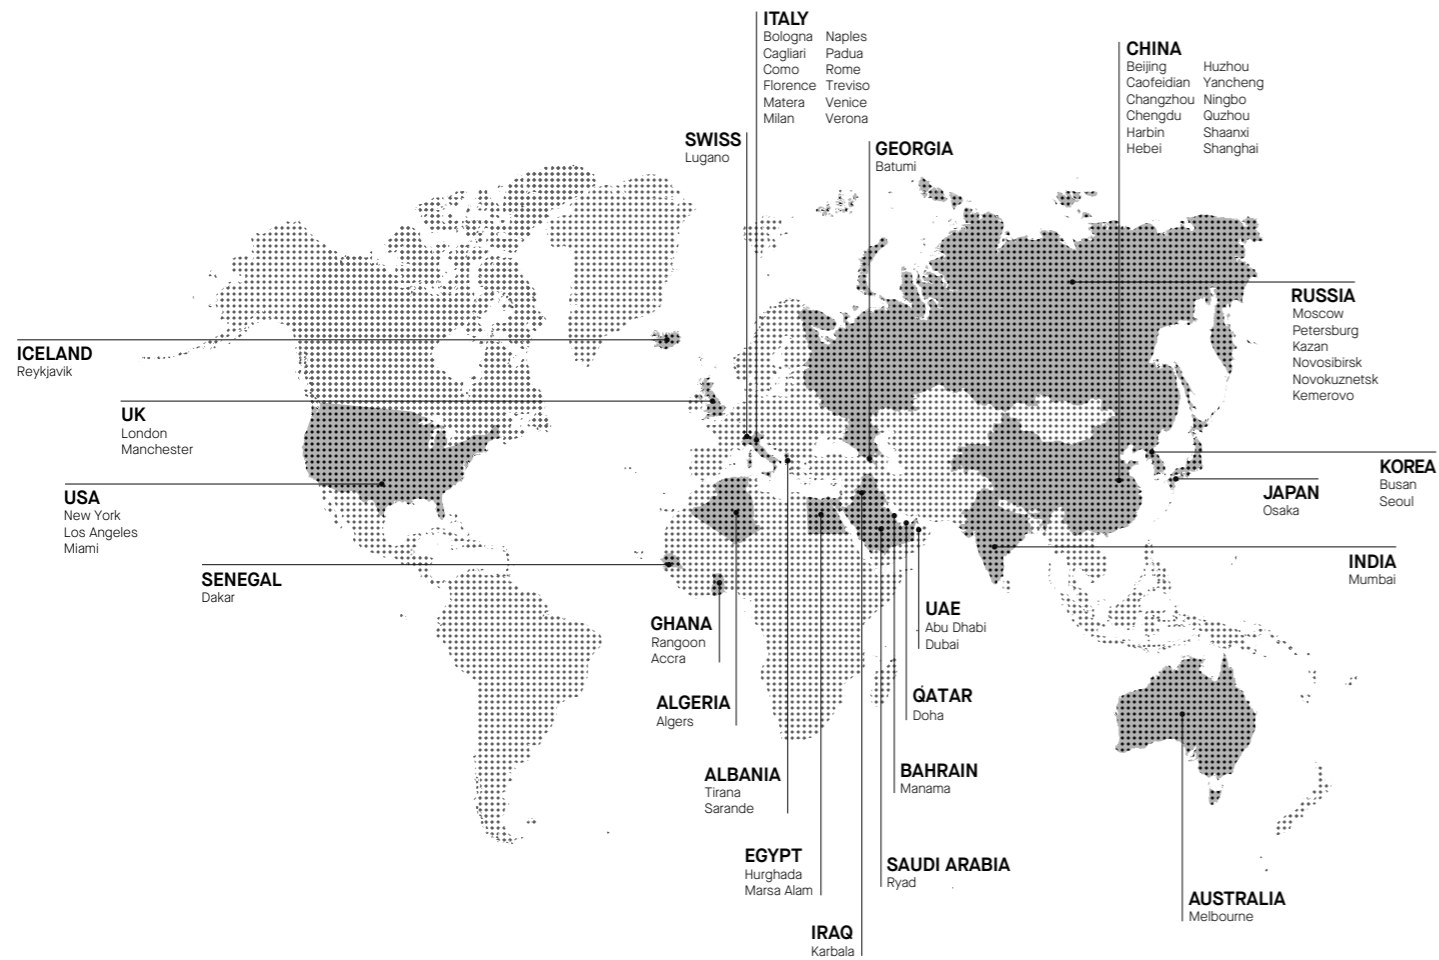 ITALY
Bologna Naples
Cagliari Padua
Como Rome
Florence Treviso
Matera Venice
Milan Verona
CHINA
Beijing Huzhou
Caofeidian Yancheng
Changzhou Ningbo
Chengdu Quzhou
Harbin Shaanxi
Hebei Shanghai
SWISS
Lugano
GEORGIA
Batumi
RUSSIA
Moscow
Petersburg
Kazan
Novosibirsk
Novokuznetsk
Kemerovo
ICELAND
Reykjavik
UK
London
Manchester
KOREA
Busan
Seoul
USA
New York
Los Angeles
Miami
JAPAN
Osaka
INDIA
Mumbai
SENEGAL
Dakar
GHANA
Rangoon
Accra
UAE
Abu Dhabi
Dubai
ALGERIA
Algers
QATAR
Doha
ALBANIA
Tirana
Sarande
BAHRAIN
Manama
EGYPT
Hurghada
Marsa Alam
SAUDI ARABIA
Ryad
AUSTRALIA
Melbourne
IRAQ
Karbala